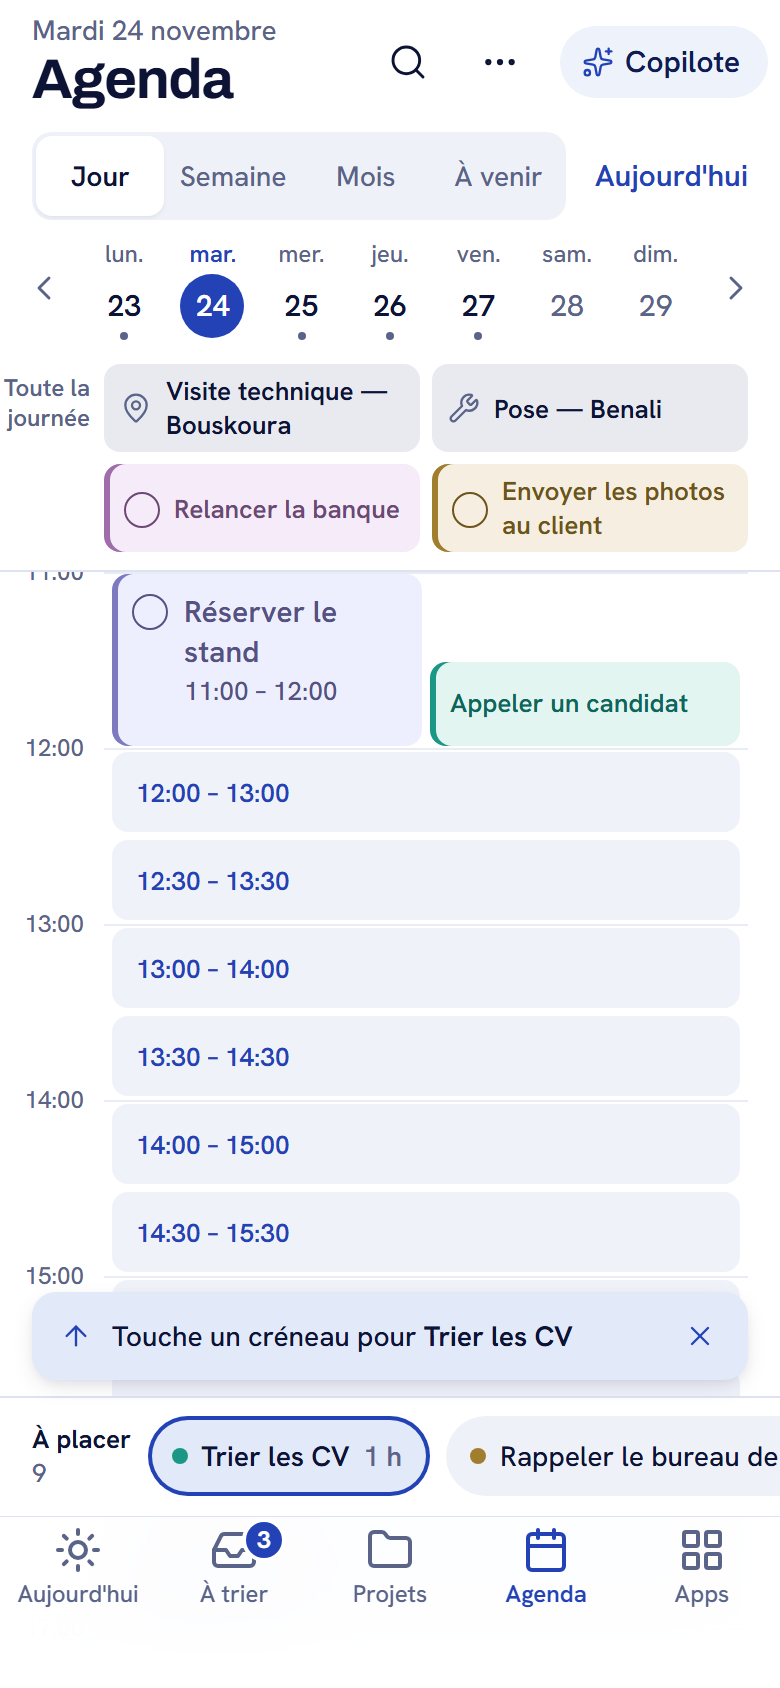 Mardi 24 novembre
Agenda
Copilote
Jour
Semaine
Mois
À venir
Aujourd'hui
lun.
mar.
mer.
jeu.
ven.
sam.
dim.
23
24
25
26
27
28
29
Toute la
journée
Visite technique —
Bouskoura
Pose — Benali
Relancer la banque
Envoyer les photos
au client
11:00
Réserver le
stand
11:00 – 12:00
Appeler un candidat
12:00
12:00 – 13:00
12:30 – 13:30
13:00
13:00 – 14:00
13:30 – 14:30
14:00
14:00 – 15:00
14:30 – 15:30
15:00
Touche un créneau pour Trier les CV
À placer
9
Trier les CV 1 h
Rappeler le bureau de
3
Aujourd'hui
À trier
Projets
Agenda
Apps